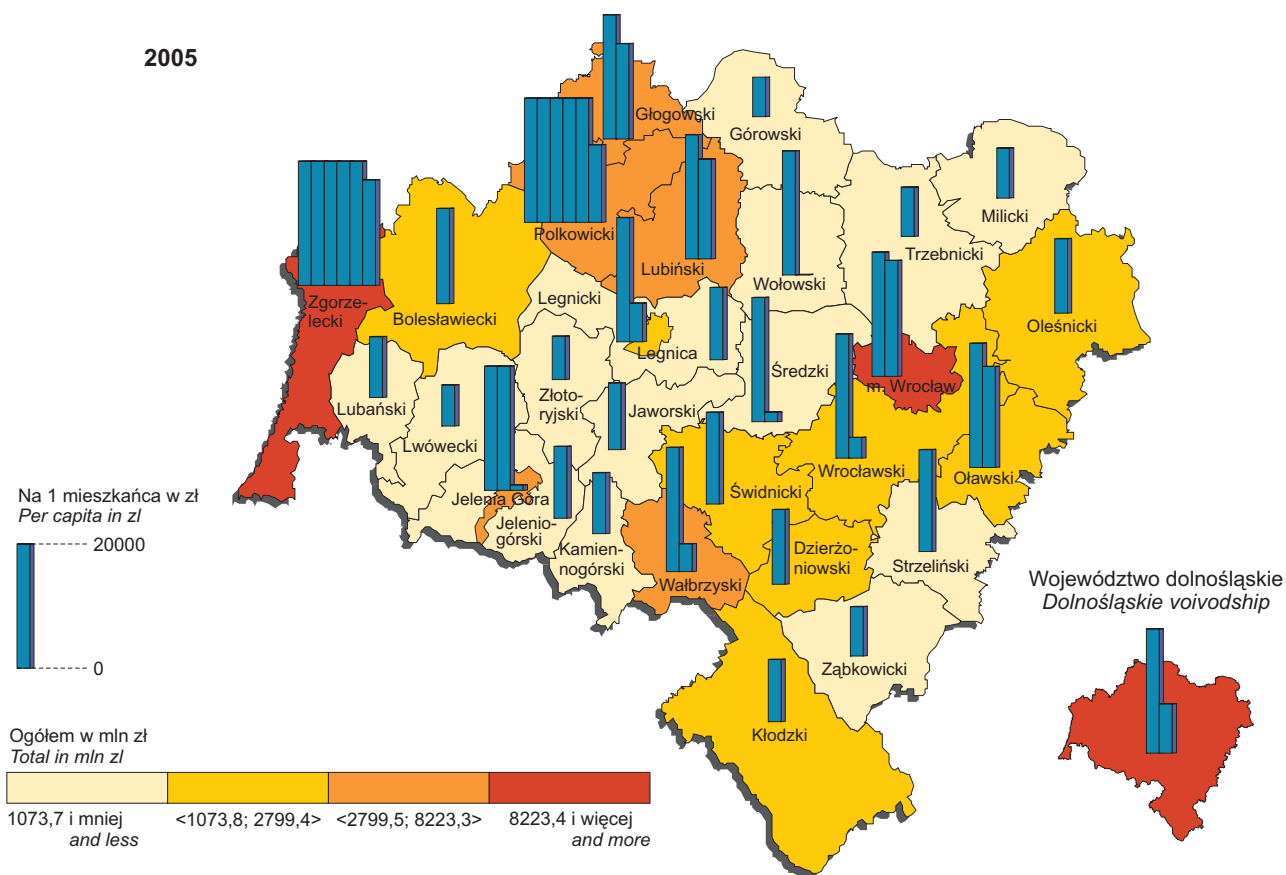 2005
Głogowski
Górowski
Milicki
Polkowicki
Trzebnicki
Lubiński
Wołowski
Zgorze-
lecki
Legnicki
Bolesławiecki
Oleśnicki
Legnica
Średzki
m. Wrocław
Złoto-
ryjski
Lubański
Jaworski
Lwówecki
Wrocławski
Oławski
Świdnicki
Jelenia Góra
Jelenio-
górski
Kamien-
nogórski
Dzierżo-
niowski
Strzeliński
Wałbrzyski
Ząbkowicki
Kłodzki
Na 1 mieszkańca w zł
Per capita in zl
20000
0
Województwo dolnośląskie
Dolnośląskie voivodship
Ogółem w mln zł
Total in mln zl
1073,7 i mniej
and less
<1073,8; 2799,4>
<2799,5; 8223,3>
8223,4 i więcej
and more